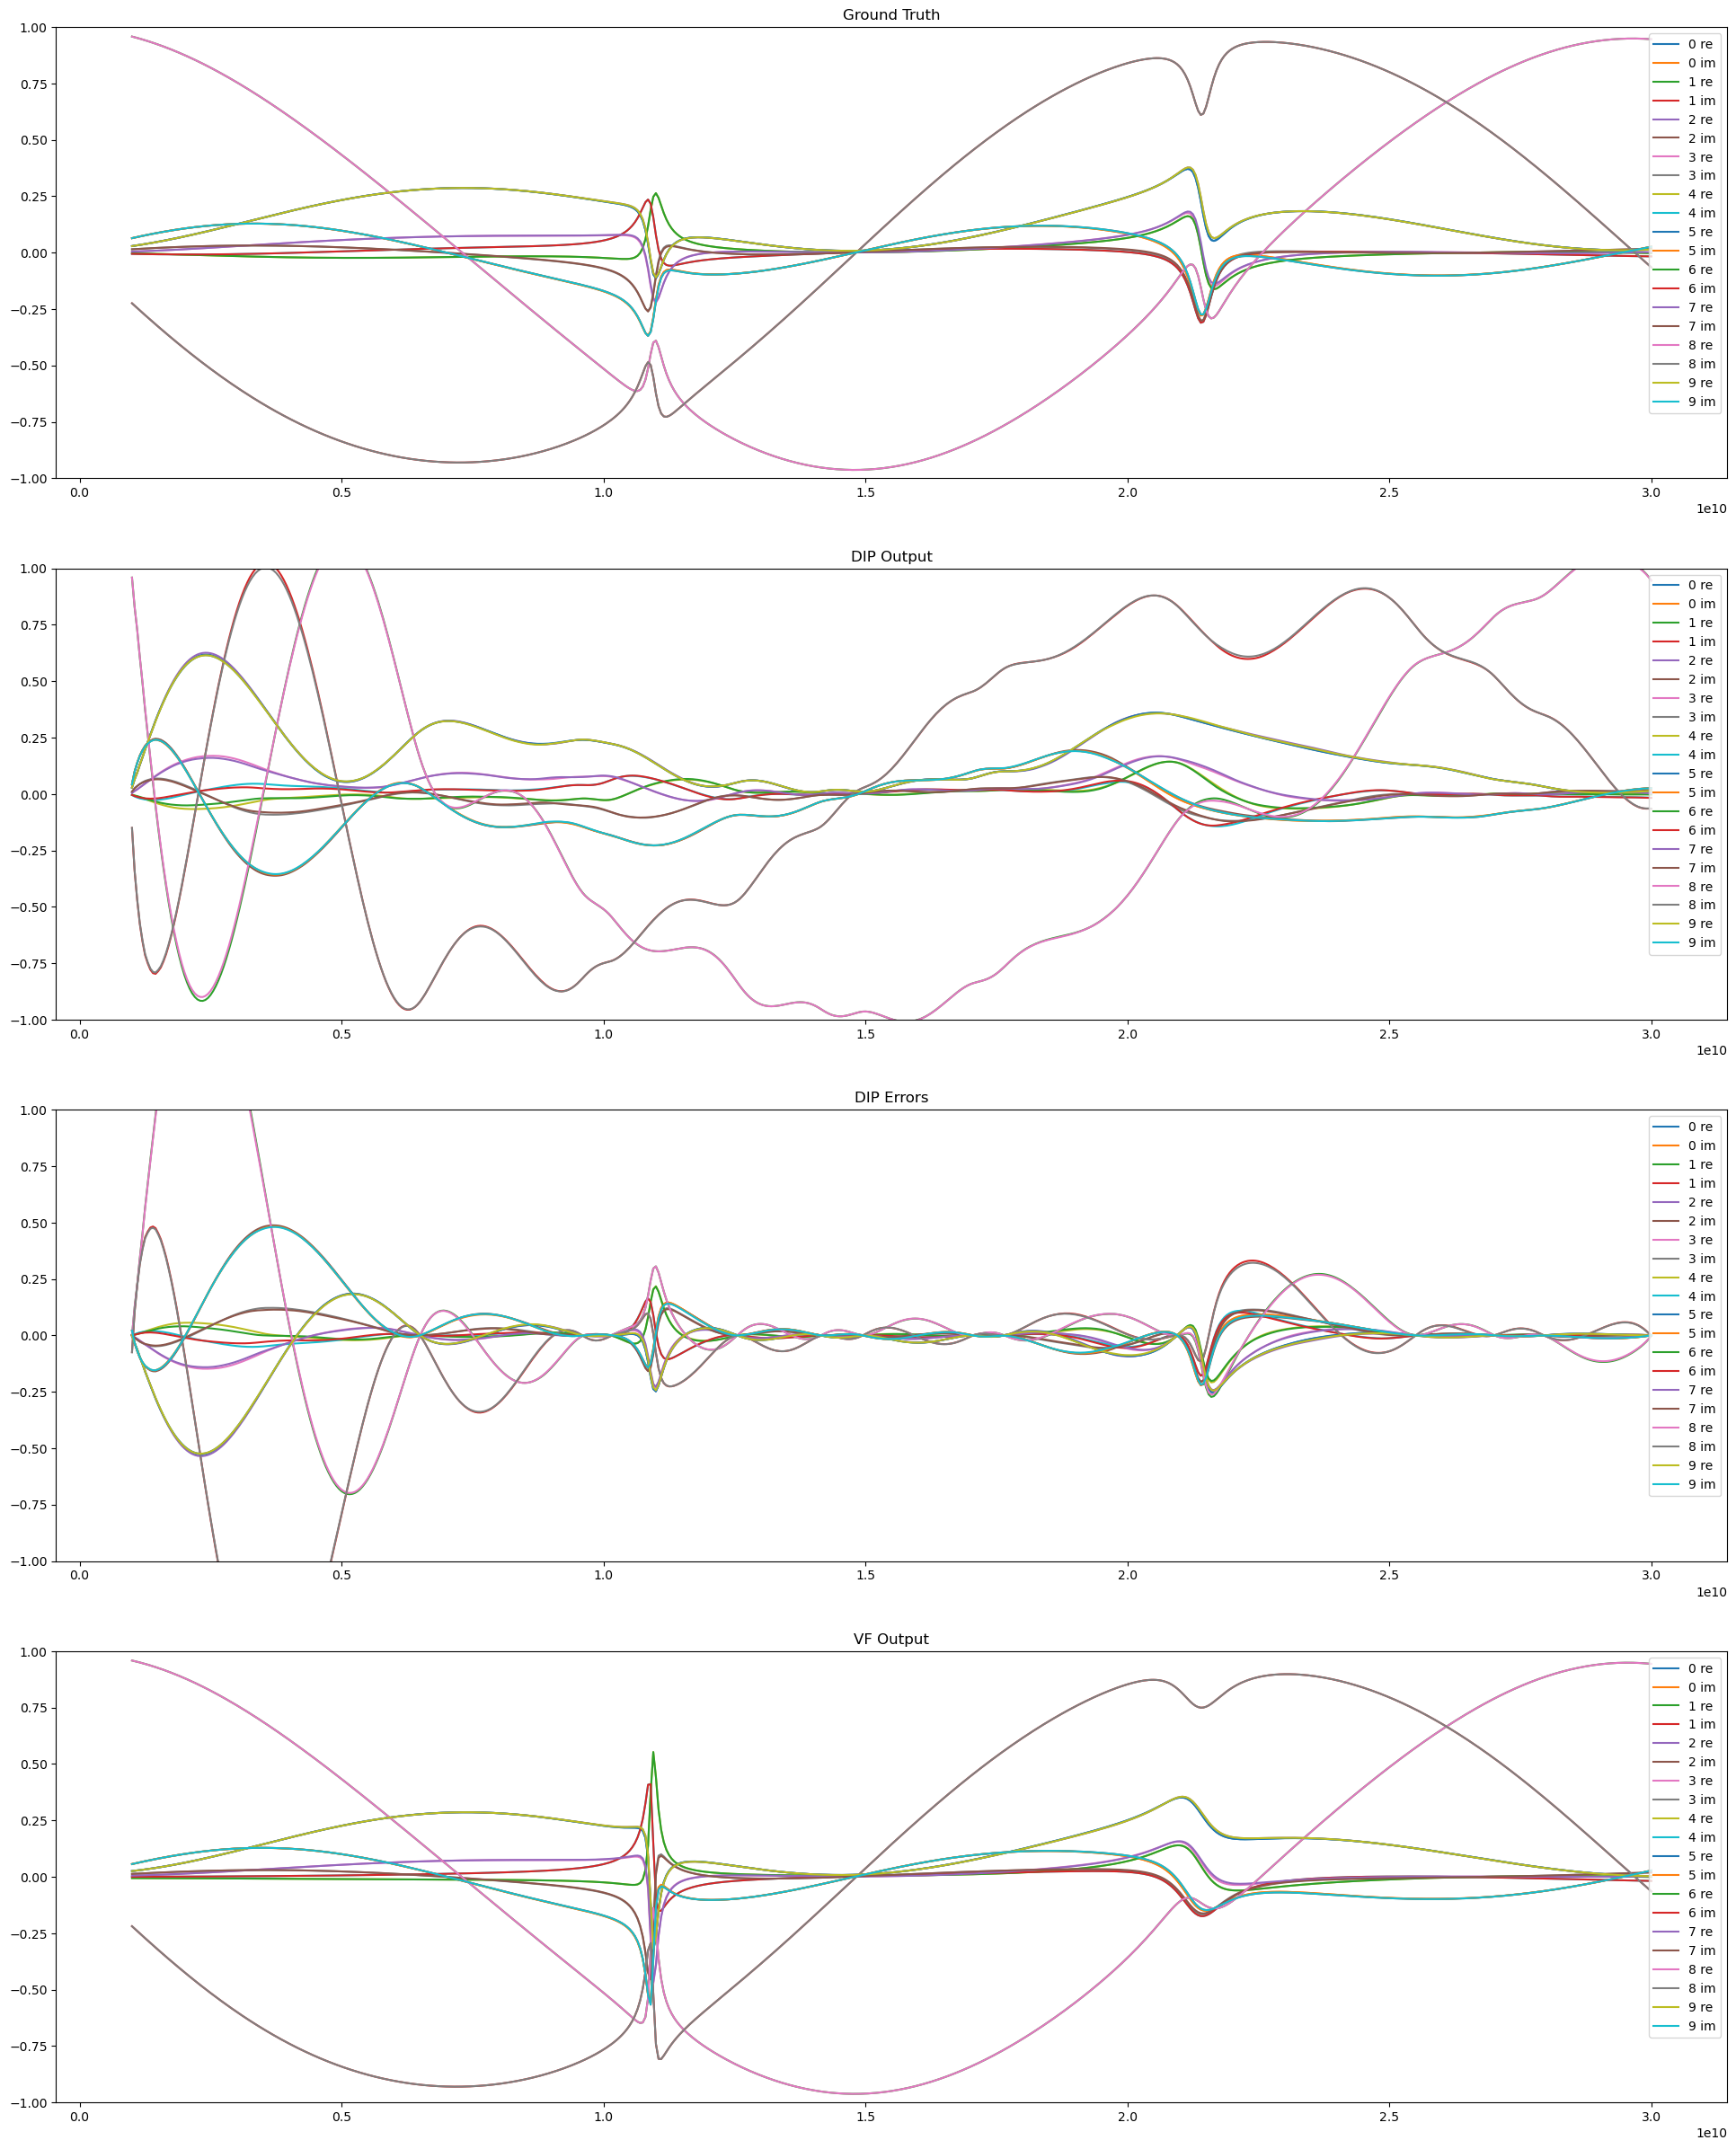 Ground Truth
1.00
0.75
0.50
0.25
0.00
−0.25
−0.50
−0.75
−1.00
0.0 0.5 1.0 1.5 2.0 2.5 3.0
1e10
0 re
0 im
1 re
1 im
2 re
2 im
3 re
3 im
4 re
4 im
5 re
5 im
6 re
6 im
7 re
7 im
8 re
8 im
9 re
9 im
DIP Output
1.00
0.75
0.50
0.25
0.00
−0.25
−0.50
−0.75
−1.00
0.0 0.5 1.0 1.5 2.0 2.5 3.0
1e10
0 re
0 im
1 re
1 im
2 re
2 im
3 re
3 im
4 re
4 im
5 re
5 im
6 re
6 im
7 re
7 im
8 re
8 im
9 re
9 im
DIP Errors
1.00
0.75
0.50
0.25
0.00
−0.25
−0.50
−0.75
−1.00
0.0 0.5 1.0 1.5 2.0 2.5 3.0
1e10
0 re
0 im
1 re
1 im
2 re
2 im
3 re
3 im
4 re
4 im
5 re
5 im
6 re
6 im
7 re
7 im
8 re
8 im
9 re
9 im
VF Output
1.00
0.75
0.50
0.25
0.00
−0.25
−0.50
−0.75
−1.00
0.0 0.5 1.0 1.5 2.0 2.5 3.0
1e10
0 re
0 im
1 re
1 im
2 re
2 im
3 re
3 im
4 re
4 im
5 re
5 im
6 re
6 im
7 re
7 im
8 re
8 im
9 re
9 im